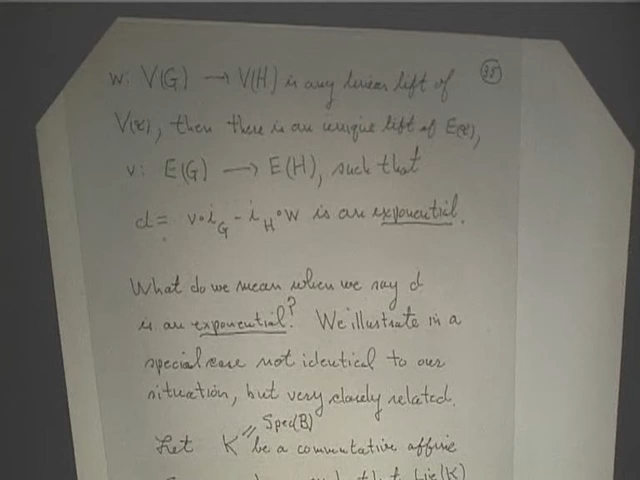 w: V(G) → V(H) is any linear lift of
35
V(τ), then there is an unique lift of E(τ),
v: E(G) → E(H), such that
d = v∘i_G - i_H∘w is an exponential.
What do we mean when we say d
is an exponential? We illustrate in a
special case not identical to our
situation, but very closely related.
Let K = Spec(B) be a commutative affine
that Lie(K)